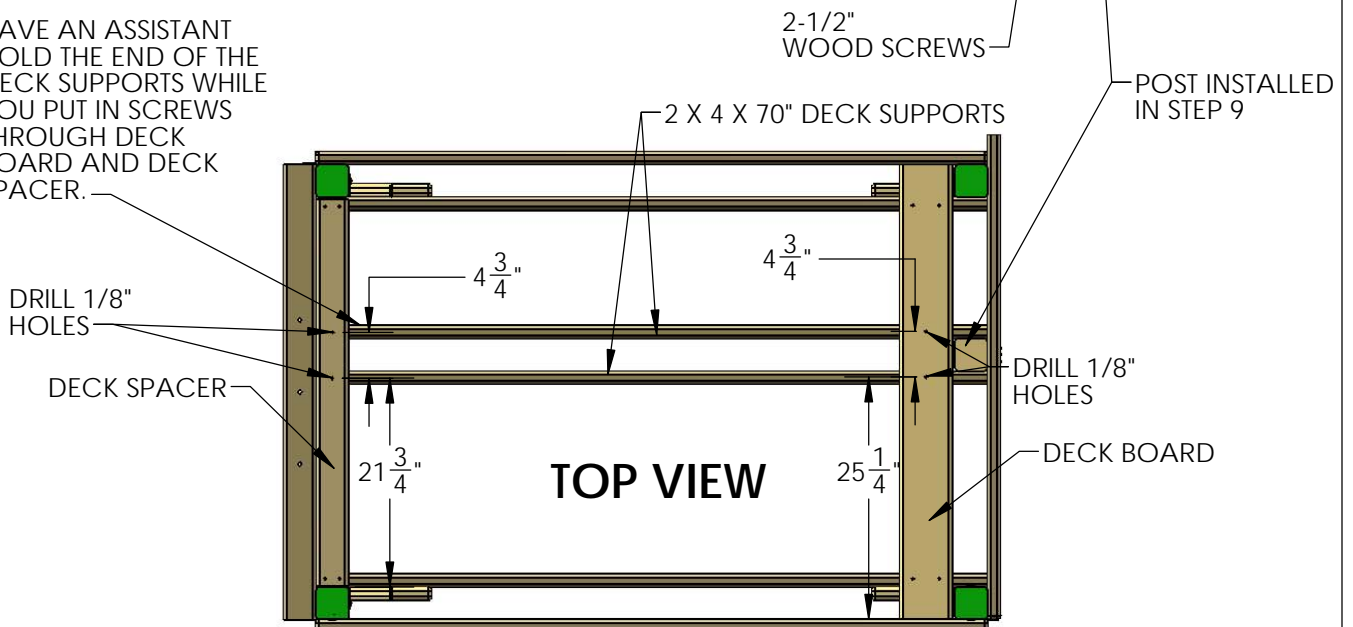 AVE AN ASSISTANT
OLD THE END OF THE
ECK SUPPORTS WHILE
OU PUT IN SCREWS
HROUGH DECK
OARD AND DECK
PACER.
2-1/2"
WOOD SCREWS
POST INSTALLED
IN STEP 9
2 X 4 X 70" DECK SUPPORTS
4 3/4"
4 3/4"
DRILL 1/8"
HOLES
DECK SPACER
DRILL 1/8"
HOLES
21 3/4"
TOP VIEW
25 1/4"
DECK BOARD